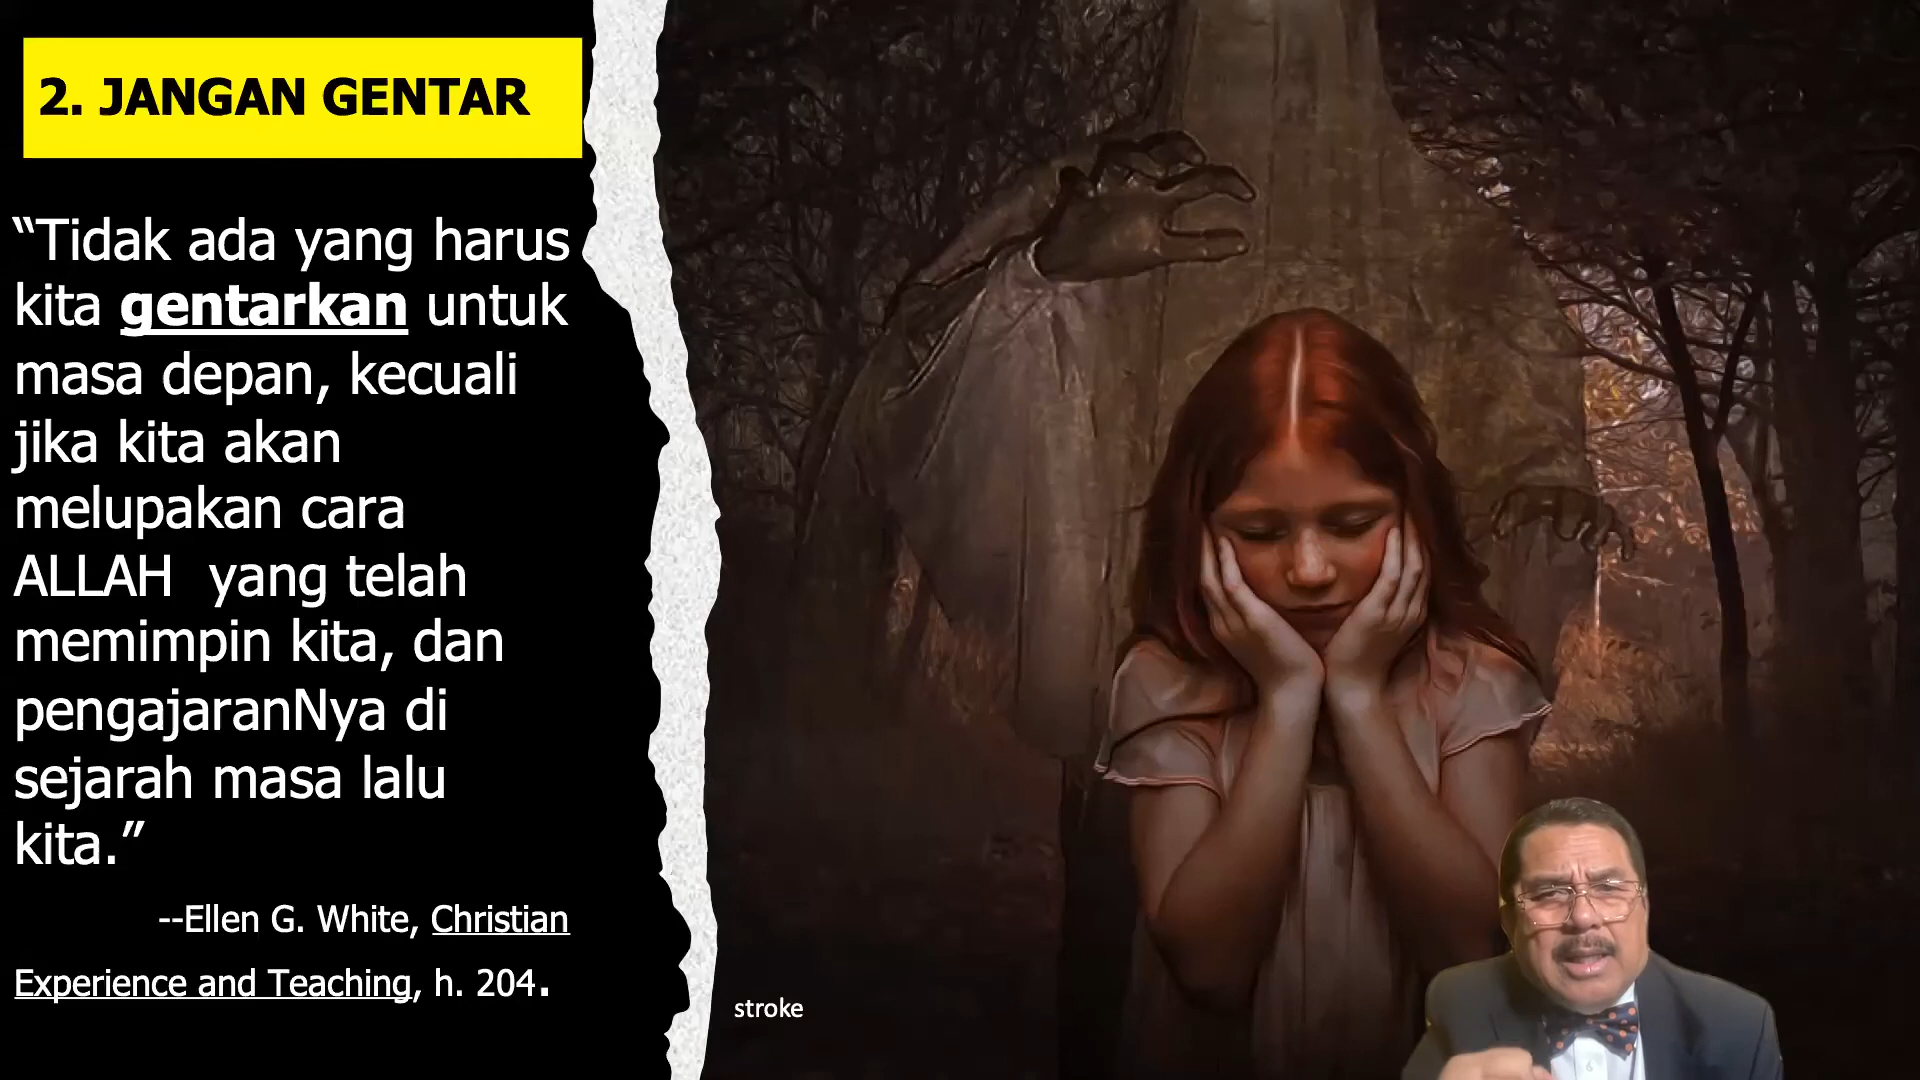 2. JANGAN GENTAR
“Tidak ada yang harus
kita gentarkan untuk
masa depan, kecuali
jika kita akan
melupakan cara
ALLAH  yang telah
memimpin kita, dan
pengajaranNya di
sejarah masa lalu
kita.”
--Ellen G. White, Christian
Experience and Teaching, h. 204.
stroke